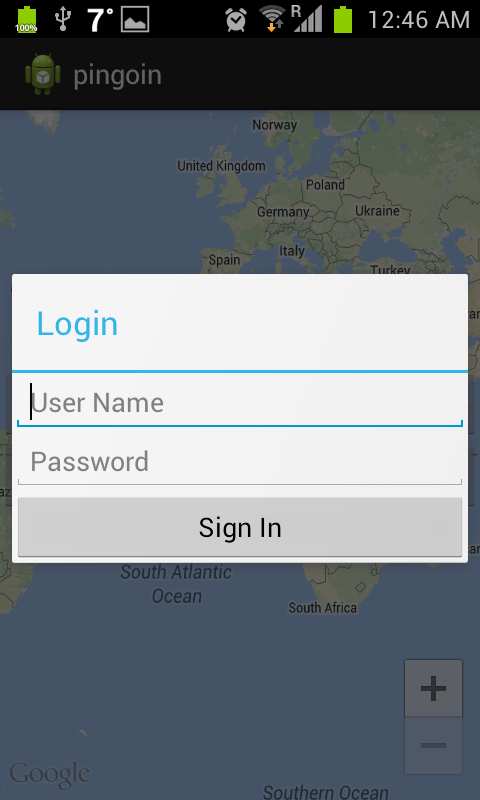 100% 7° R 12:46 AM
pingoin
Norway
United Kingdom
Poland
Germany
Ukraine
Italy
Spain
Turkey
Login
User Name
Password
Sign In
South Atlantic
Ocean
South Africa
+
−
Google
Southern Ocean